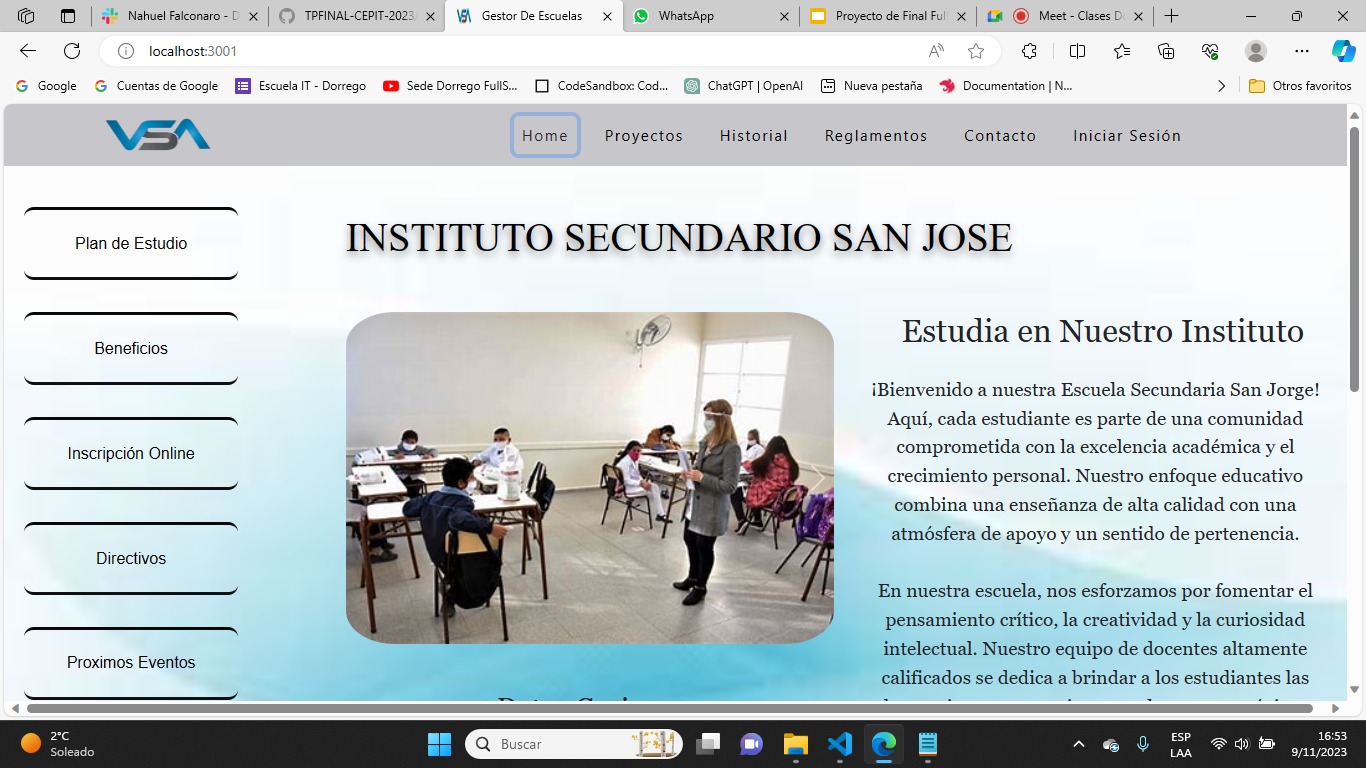 Nahuel Falconaro - D
TPFINAL-CEPIT-2023
Gestor De Escuelas
WhatsApp
Proyecto de Final Full
Meet - Clases Do
localhost:3001
Google
Cuentas de Google
Escuela IT - Dorrego
Sede Dorrego FullS...
CodeSandbox: Cod...
ChatGPT | OpenAI
Nueva pestaña
Documentation | N...
Otros favoritos
VSA
Home
Proyectos
Historial
Reglamentos
Contacto
Iniciar Sesión
Plan de Estudio
Beneficios
Inscripción Online
Directivos
Proximos Eventos
INSTITUTO SECUNDARIO SAN JOSE
Estudia en Nuestro Instituto
¡Bienvenido a nuestra Escuela Secundaria San Jorge!
Aquí, cada estudiante es parte de una comunidad
comprometida con la excelencia académica y el
crecimiento personal. Nuestro enfoque educativo
combina una enseñanza de alta calidad con una
atmósfera de apoyo y un sentido de pertenencia.
En nuestra escuela, nos esforzamos por fomentar el
pensamiento crítico, la creatividad y la curiosidad
intelectual. Nuestro equipo de docentes altamente
calificados se dedica a brindar a los estudiantes las
2°C
Soleado
Buscar
ESP
LAA
16:53
9/11/2023